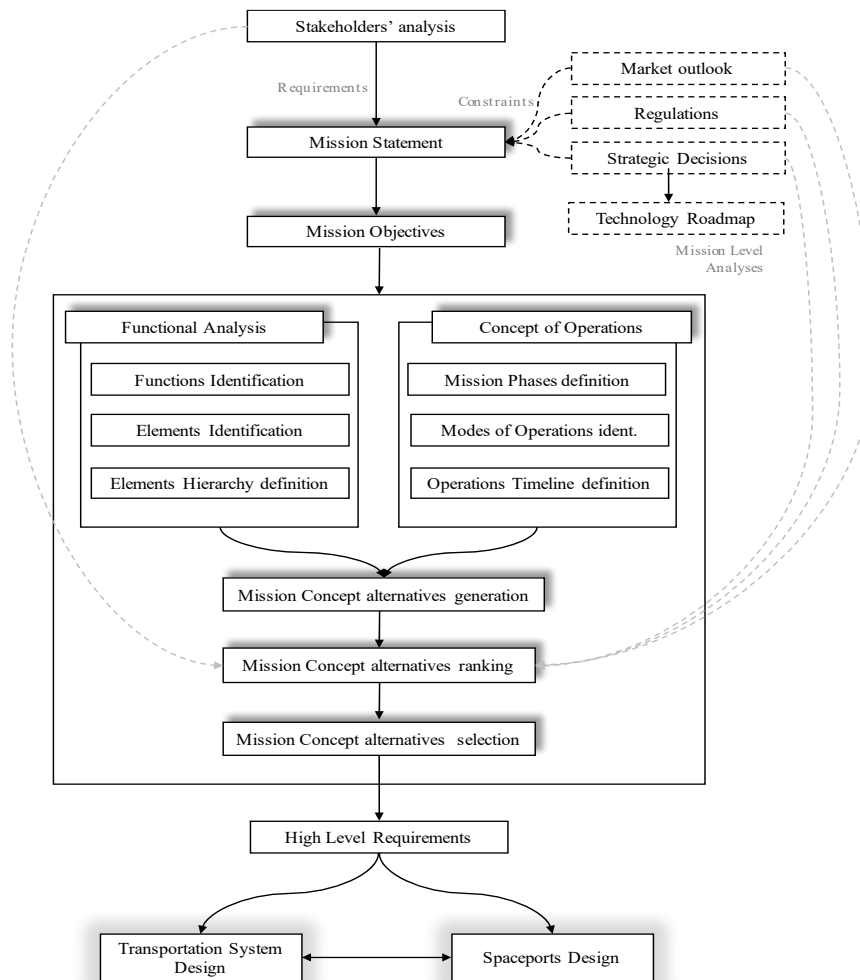 Stakeholders' analysis
Market outlook
Requirements
Constraints
Regulations
Mission Statement
Strategic Decisions
Technology Roadmap
Mission Objectives
Mission Level
Analyses
Functional Analysis
Concept of Operations
Functions Identification
Mission Phases definition
Elements Identification
Modes of Operations ident.
Elements Hierarchy definition
Operations Timeline definition
Mission Concept alternatives generation
Mission Concept alternatives ranking
Mission Concept alternatives selection
High Level Requirements
Transportation System
Design
Spaceports Design